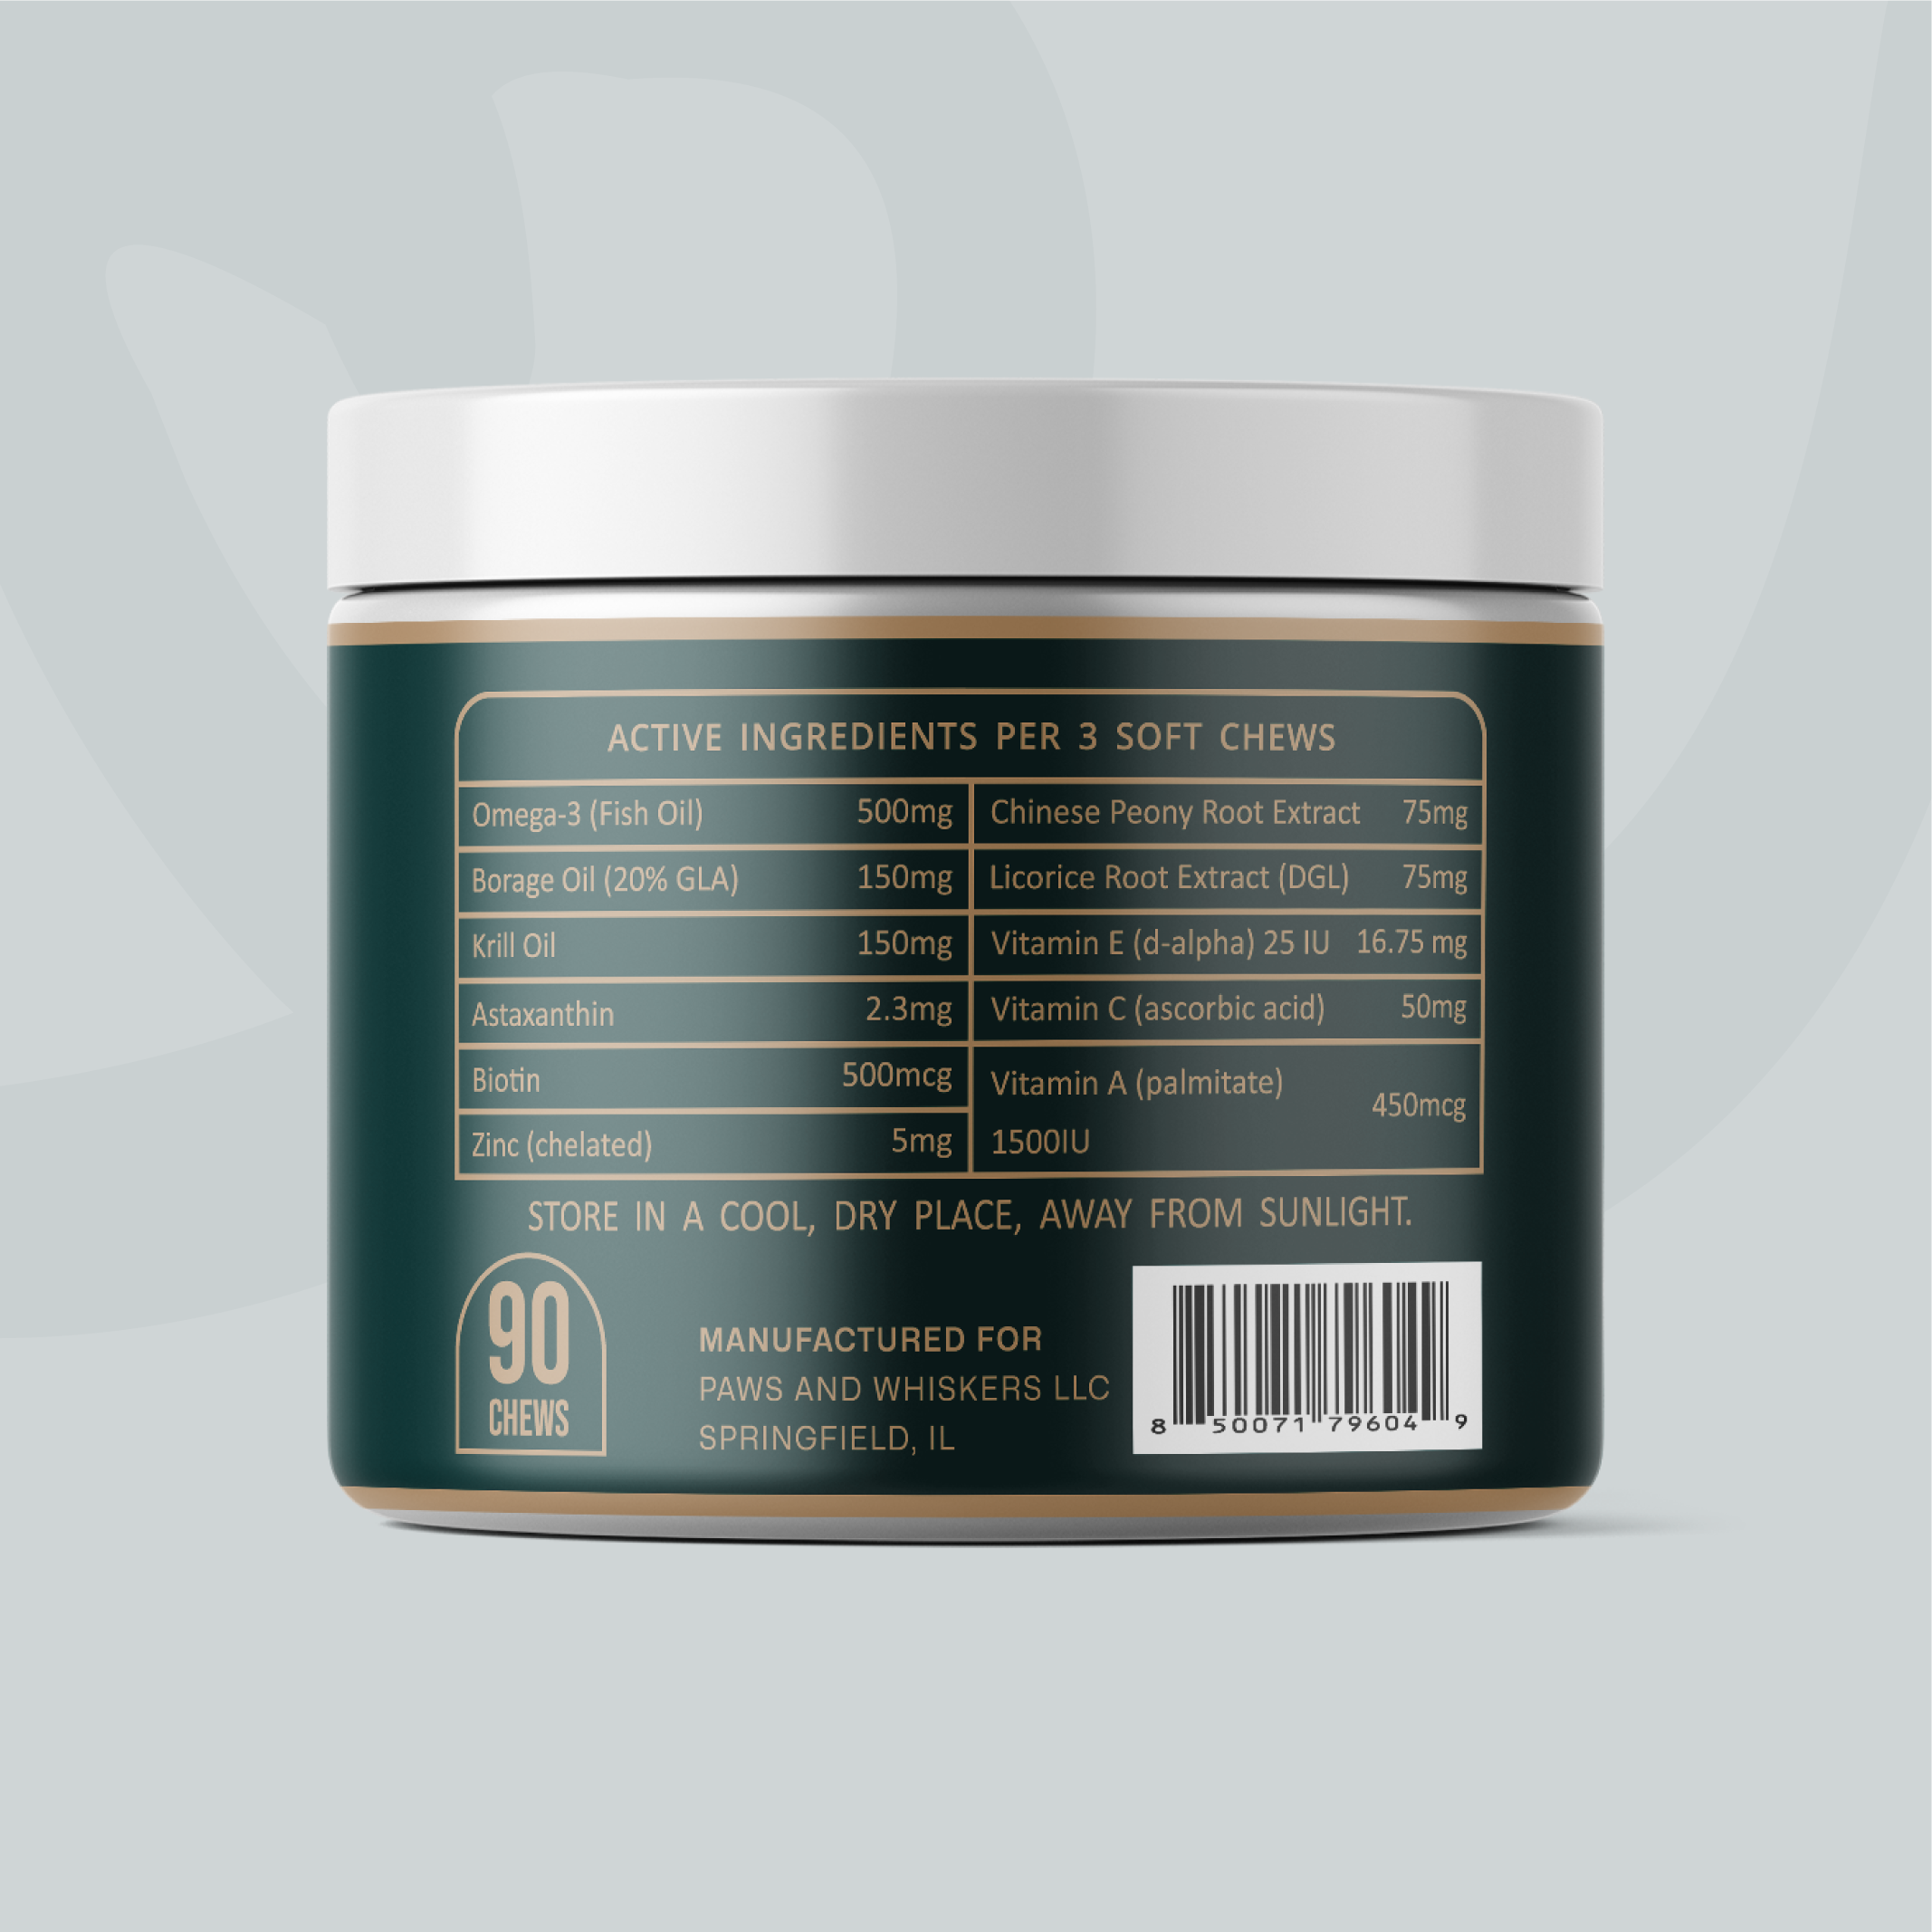 ACTIVE INGREDIENTS PER 3 SOFT CHEWS
Omega-3 (Fish Oil) 500mg
Borage Oil (20% GLA) 150mg
Krill Oil 150mg
Astaxanthin 2.3mg
Biotin 500mcg
Zinc (chelated) 5mg
Chinese Peony Root Extract 75mg
Licorice Root Extract (DGL) 75mg
Vitamin E (d-alpha) 25 IU 16.75 mg
Vitamin C (ascorbic acid) 50mg
Vitamin A (palmitate)
1500IU 450mcg
STORE IN A COOL, DRY PLACE, AWAY FROM SUNLIGHT.
90
CHEWS
MANUFACTURED FOR
PAWS AND WHISKERS LLC
SPRINGFIELD, IL
8 50071 79604 9